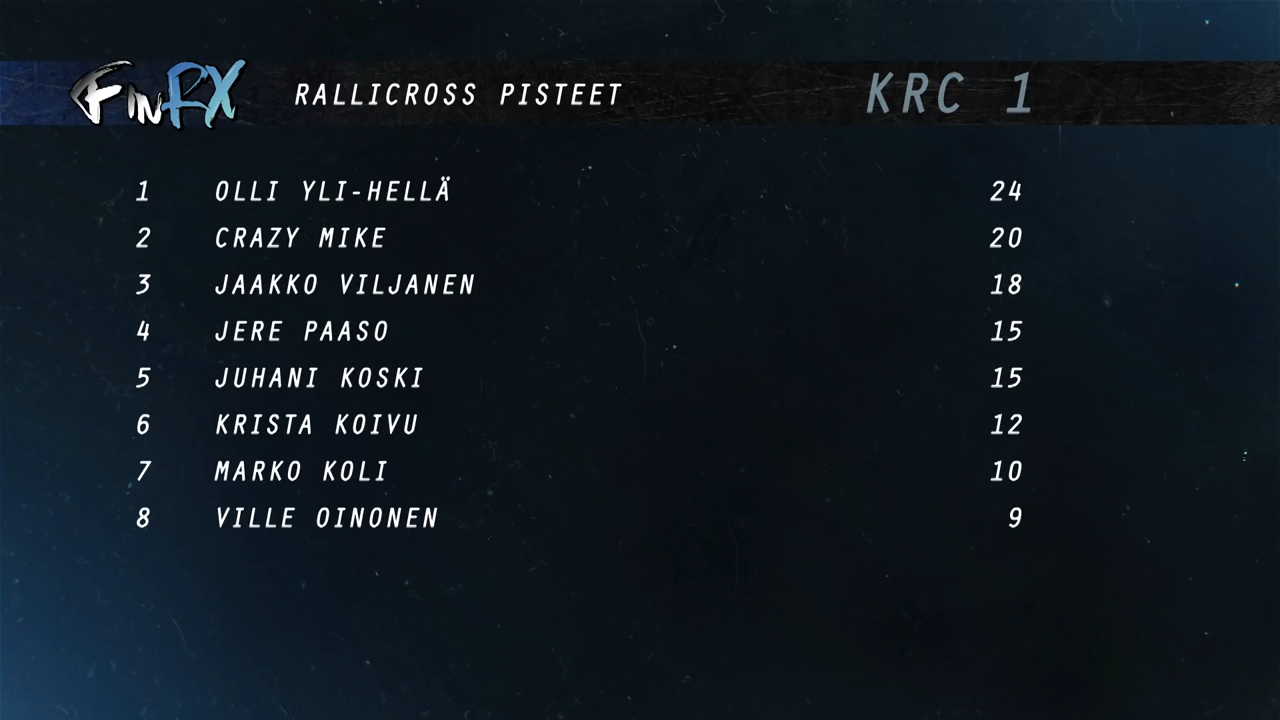 FinRX RALLICROSS PISTEET KRC 1
1 OLLI YLI-HELLÄ 24
2 CRAZY MIKE 20
3 JAAKKO VILJANEN 18
4 JERE PAASO 15
5 JUHANI KOSKI 15
6 KRISTA KOIVU 12
7 MARKO KOLI 10
8 VILLE OINONEN 9